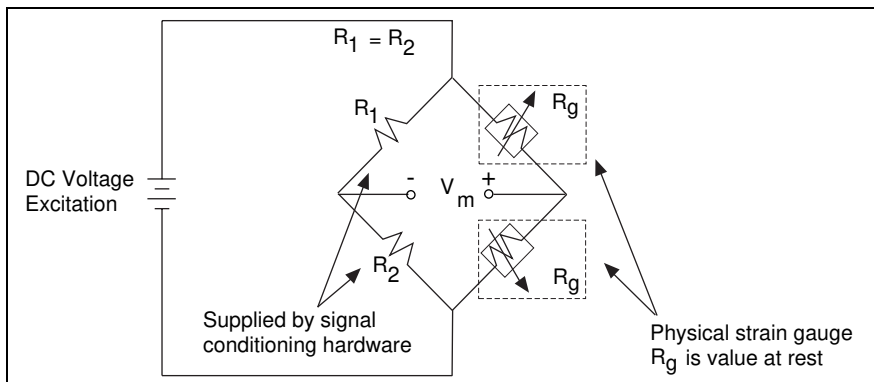 R1 = R2
R1
Rg
DC Voltage
Excitation
- Vm +
R2
Rg
Supplied by signal
conditioning hardware
Physical strain gauge
Rg is value at rest